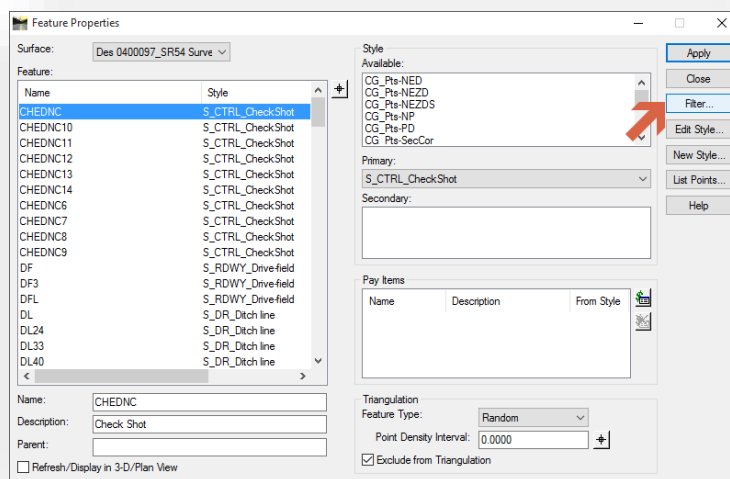 Feature Properties
Surface:
Des 0400097_SR54 Surve
Feature:
Name Style
CHEDNC S_CTRL_CheckShot
CHEDNC10 S_CTRL_CheckShot
CHEDNC11 S_CTRL_CheckShot
CHEDNC12 S_CTRL_CheckShot
CHEDNC13 S_CTRL_CheckShot
CHEDNC14 S_CTRL_CheckShot
CHEDNC6 S_CTRL_CheckShot
CHEDNC7 S_CTRL_CheckShot
CHEDNC8 S_CTRL_CheckShot
CHEDNC9 S_CTRL_CheckShot
DF S_RDWY_Drive-field
DF3 S_RDWY_Drive-field
DFL S_RDWY_Drive-field
DL S_DR_Ditch line
DL24 S_DR_Ditch line
DL33 S_DR_Ditch line
DL40 S_DR_Ditch line
Name: CHEDNC
Description: Check Shot
Parent:
Refresh/Display in 3-D/Plan View
Style
Available:
CG_Pts-NED
CG_Pts-NEZD
CG_Pts-NEZDS
CG_Pts-NP
CG_Pts-PD
CG_Pts-SecCor
Primary:
S_CTRL_CheckShot
Secondary:
Pay Items
Name Description From Style
Triangulation
Feature Type: Random
Point Density Interval: 0.0000
Exclude from Triangulation
Apply
Close
Filter...
Edit Style...
New Style...
List Points...
Help